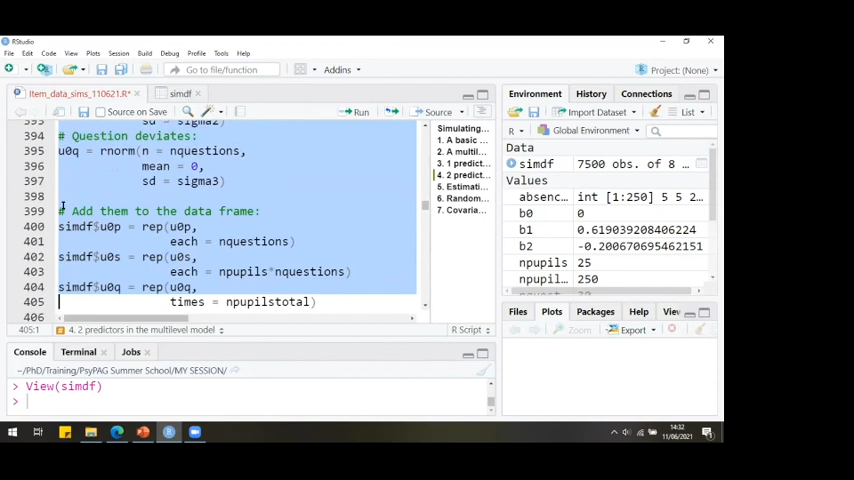 RStudio
File Edit Code View Plots Session Build Debug Profile Tools Help
Go to file/function
Addins
Project: (None)
Item_data_sims_110621.R*
simdf
Source on Save
Run
Source
393 sd = sigma2)
394 # Question deviates:
395 u0q = rnorm(n = nquestions,
396 mean = 0,
397 sd = sigma3)
398
399 # Add them to the data frame:
400 simdf$u0p = rep(u0p,
401 each = nquestions)
402 simdf$u0s = rep(u0s,
403 each = npupils*nquestions)
404 simdf$u0q = rep(u0q,
405 times = npupilstotal)
406
Simulating...
1. A basic ...
2. A multil...
3. 1 predict...
4. 2 predict...
5. Estimati...
6. Random...
7. Covaria...
405:1
4. 2 predictors in the multilevel model
R Script
Console
Terminal
Jobs
~/PhD/Training/PsyPAG Summer School/MY SESSION/
> View(simdf)
>
Environment
History
Connections
Import Dataset
List
R
Global Environment
Data
simdf 7500 obs. of 8 ...
Values
absenc... int [1:250] 5 5 2...
b0 0
b1 0.619039208406224
b2 -0.200670695462151
npupils 25
npupil... 250
Files
Plots
Packages
Help
View
Zoom
Export
14:32
11/06/2021